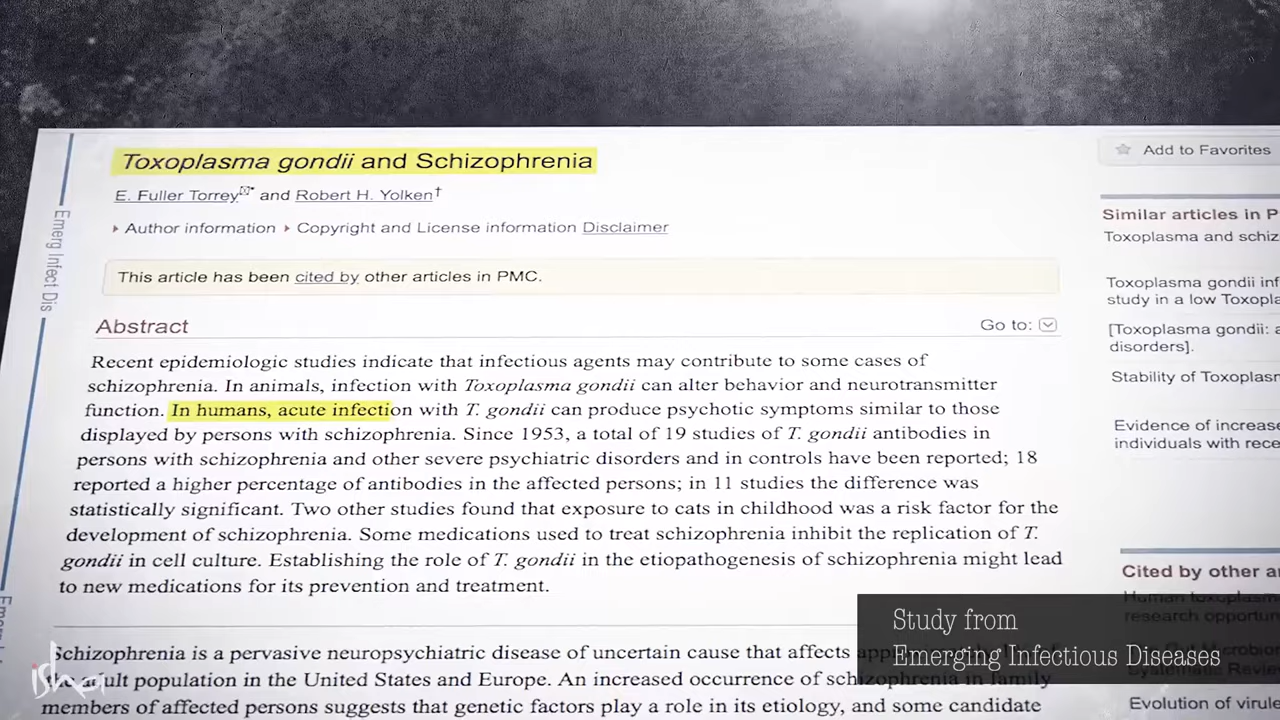 Toxoplasma gondii and Schizophrenia
E. Fuller Torrey* and Robert H. Yolken†
Author information Copyright and License information Disclaimer
This article has been cited by other articles in PMC.
Abstract
Go to:
Recent epidemiologic studies indicate that infectious agents may contribute to some cases of
schizophrenia. In animals, infection with Toxoplasma gondii can alter behavior and neurotransmitter
function. In humans, acute infection with T. gondii can produce psychotic symptoms similar to those
displayed by persons with schizophrenia. Since 1953, a total of 19 studies of T. gondii antibodies in
persons with schizophrenia and other severe psychiatric disorders and in controls have been reported; 18
reported a higher percentage of antibodies in the affected persons; in 11 studies the difference was
statistically significant. Two other studies found that exposure to cats in childhood was a risk factor for the
development of schizophrenia. Some medications used to treat schizophrenia inhibit the replication of T.
gondii in cell culture. Establishing the role of T. gondii in the etiopathogenesis of schizophrenia might lead
to new medications for its prevention and treatment.
Schizophrenia is a pervasive neuropsychiatric disease of uncertain cause that affects
adult population in the United States and Europe. An increased occurrence of schizophrenia in family
members of affected persons suggests that genetic factors play a role in its etiology, and some candidate
Emerg Infect Dis
Add to Favorites
Similar articles in P
Toxoplasma and schiz
Toxoplasma gondii inf
study in a low Toxopla
[Toxoplasma gondii: a
disorders].
Stability of Toxoplasm
Evidence of increase
individuals with rece
Cited by other ar
Human toxoplasm
research opportun
Evolution of virule
Study from
Emerging Infectious Diseases
isha